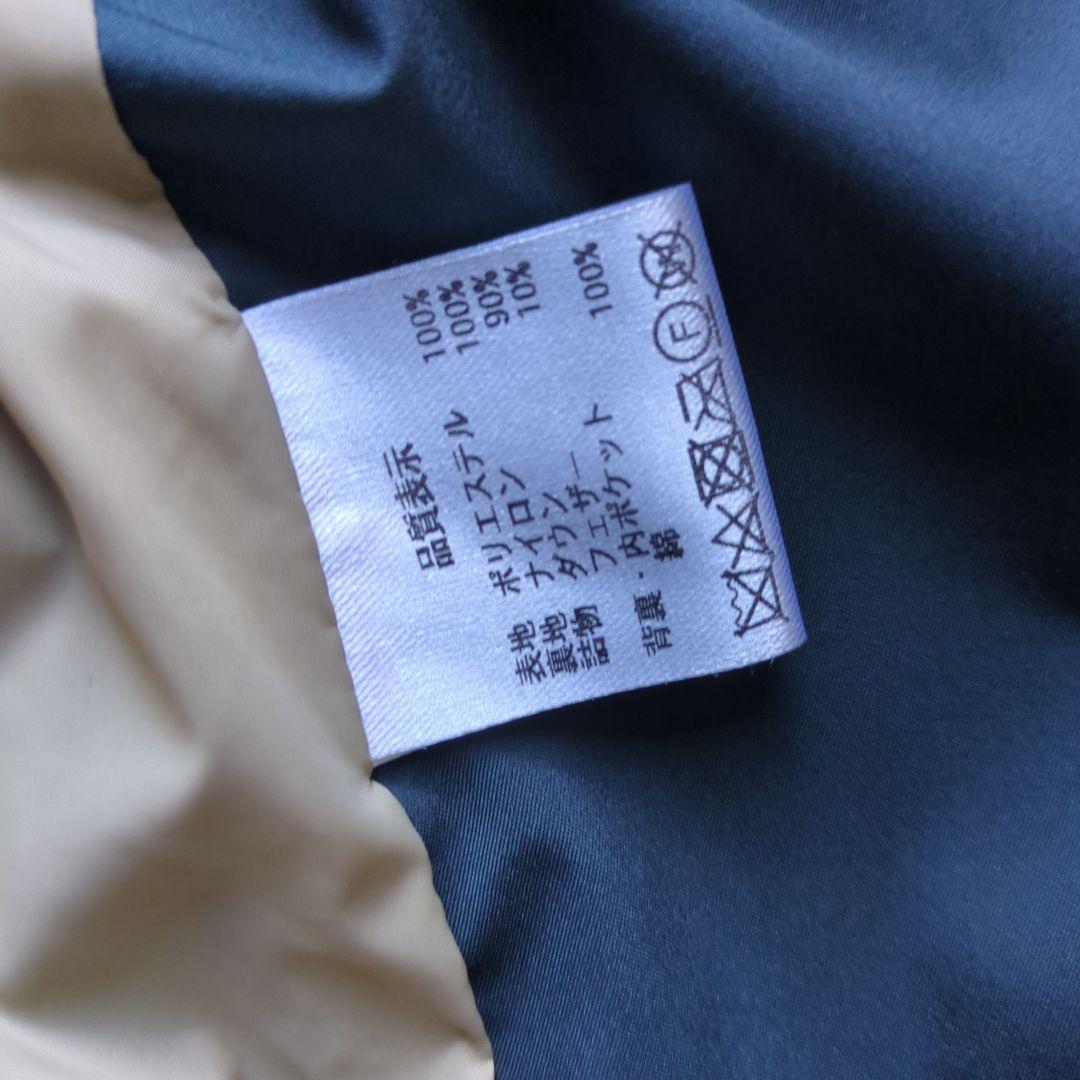 品質表示
表地 ポリエステル 100%
裏地 ナイロン 100%
詰物 ダウン 90%
フェザー 10%
背裏・内ポケット
綿 100%
F
W